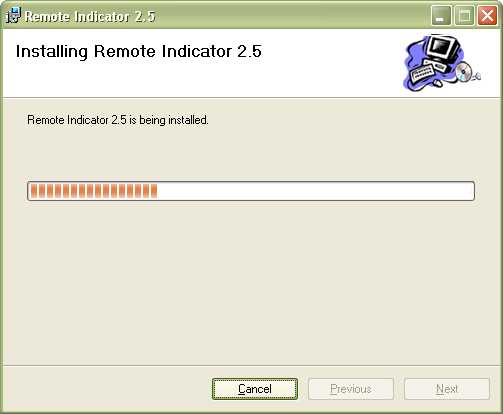 Remote Indicator 2.5
Installing Remote Indicator 2.5
Remote Indicator 2.5 is being installed.
Cancel
Previous
Next